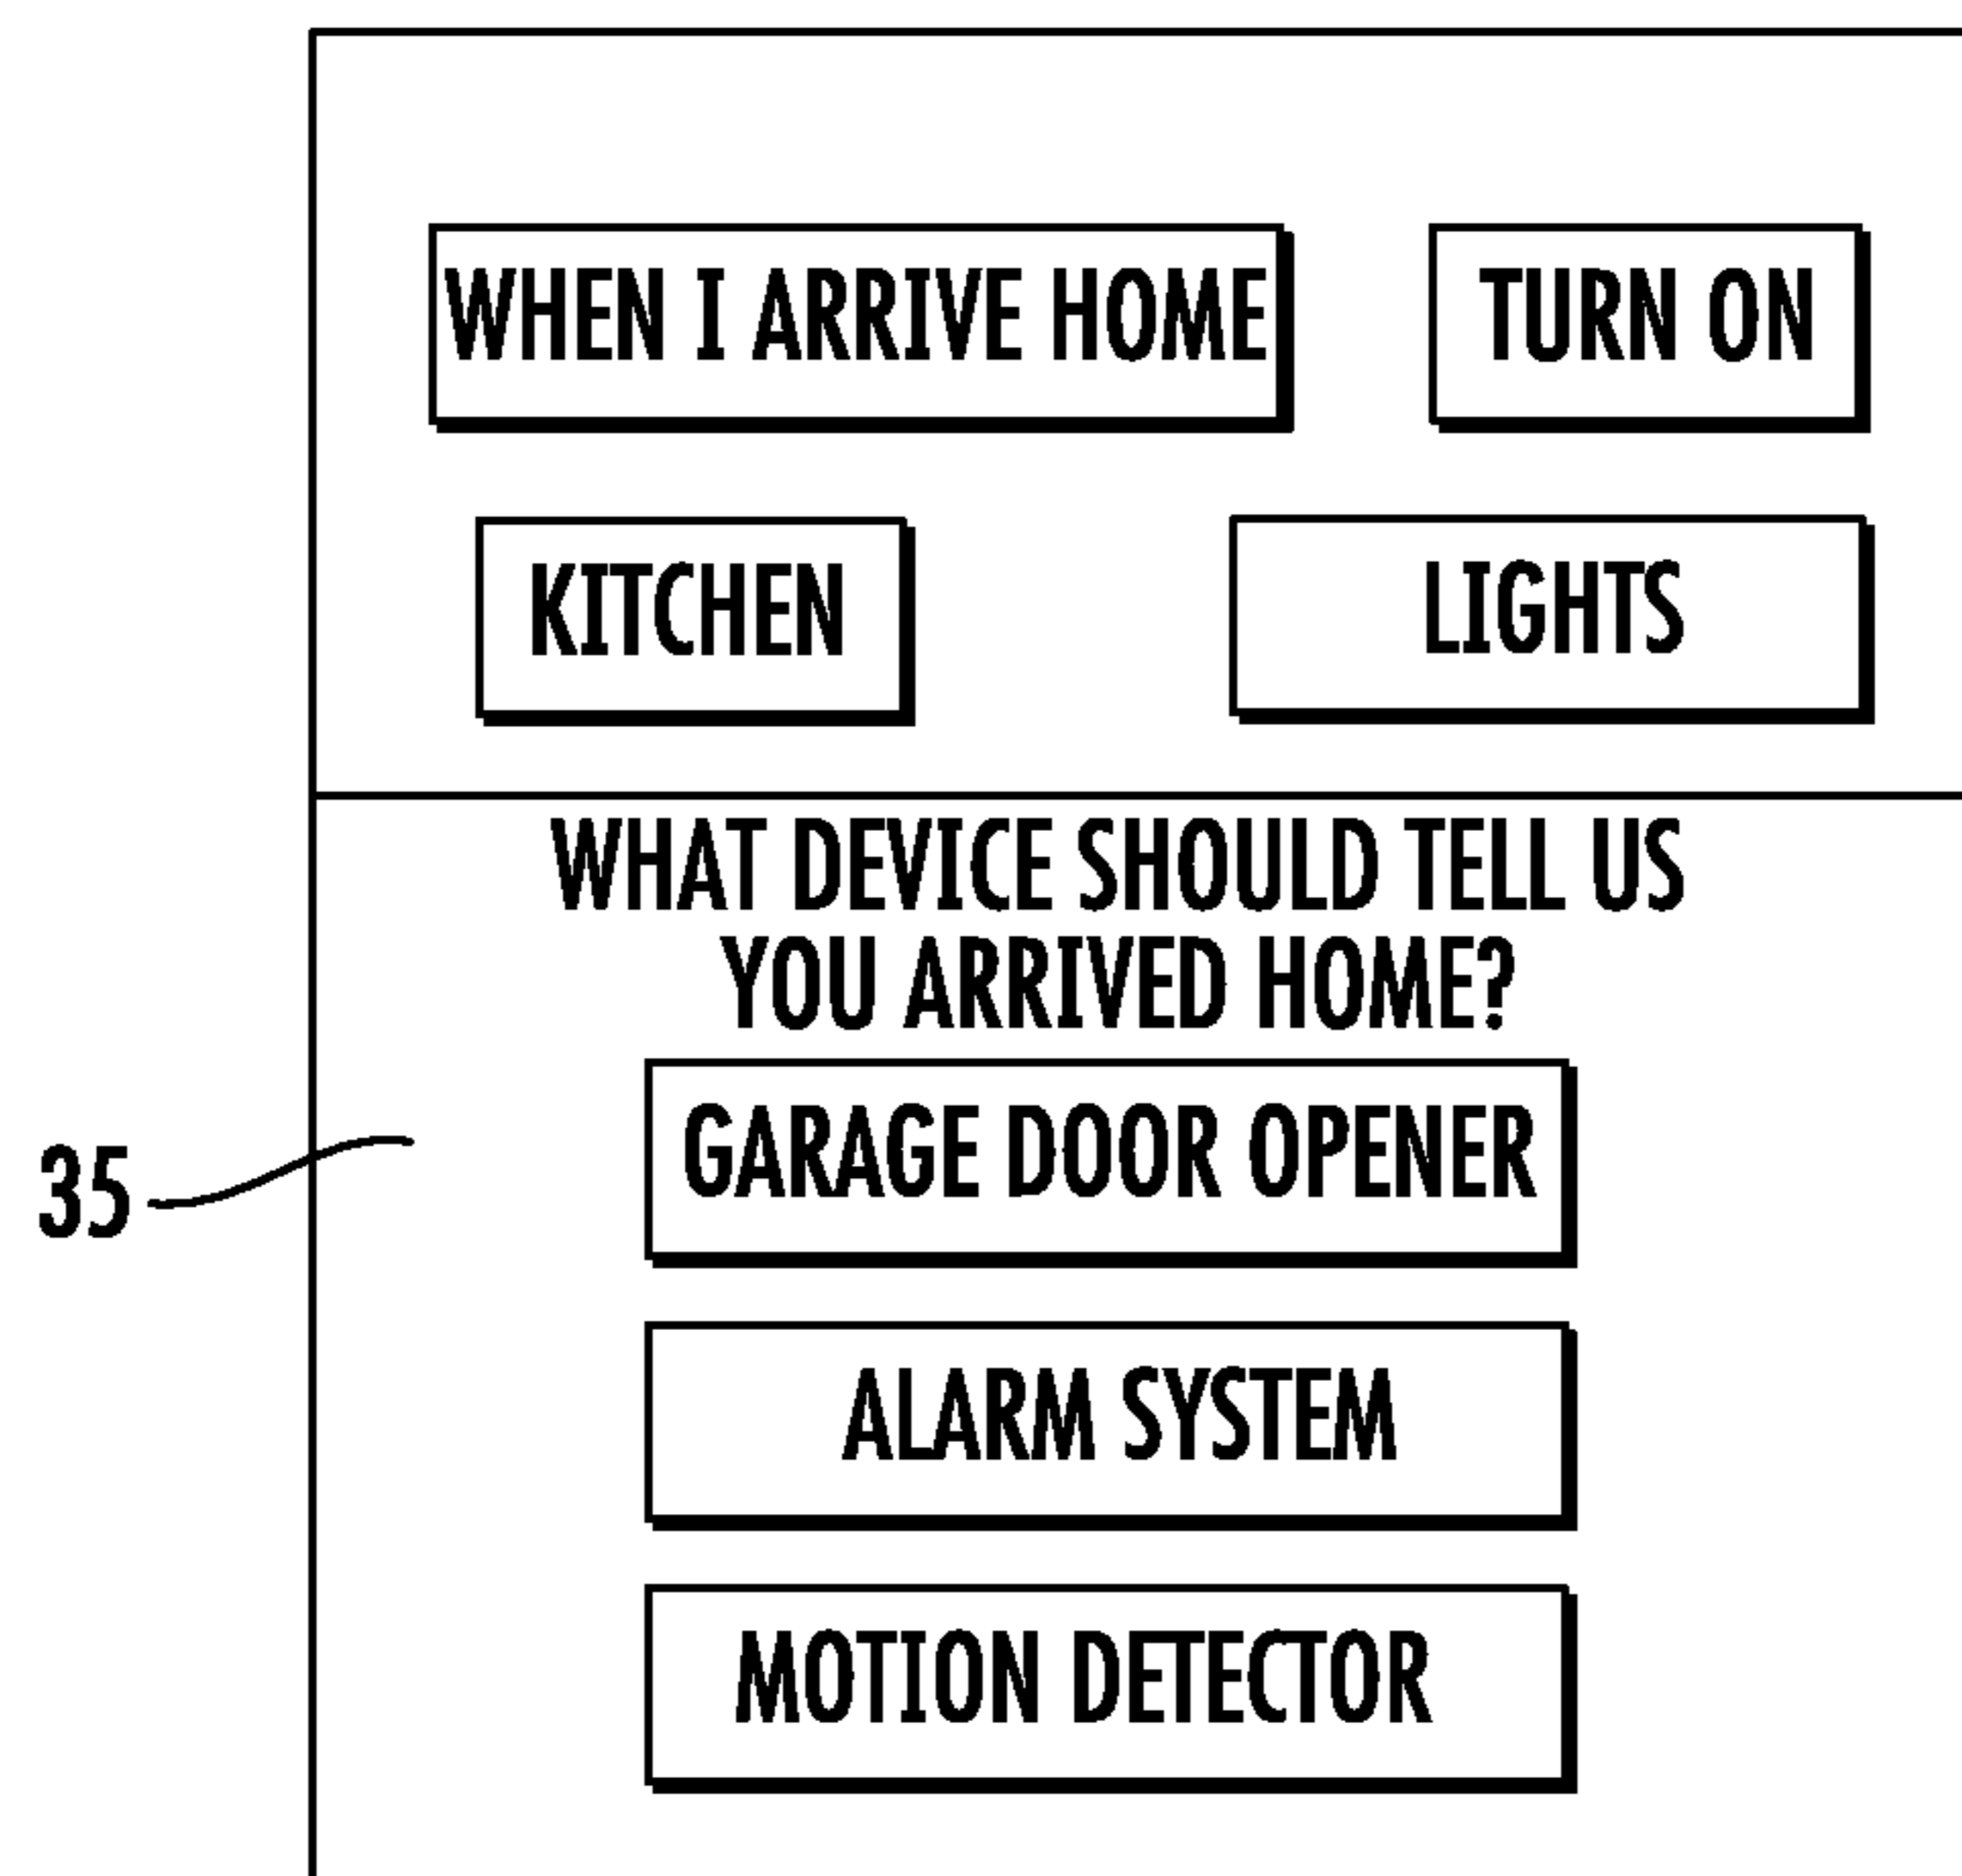 WHEN I ARRIVE HOME TURN ON
KITCHEN LIGHTS
WHAT DEVICE SHOULD TELL US
YOU ARRIVED HOME?
GARAGE DOOR OPENER
35
ALARM SYSTEM
MOTION DETECTOR